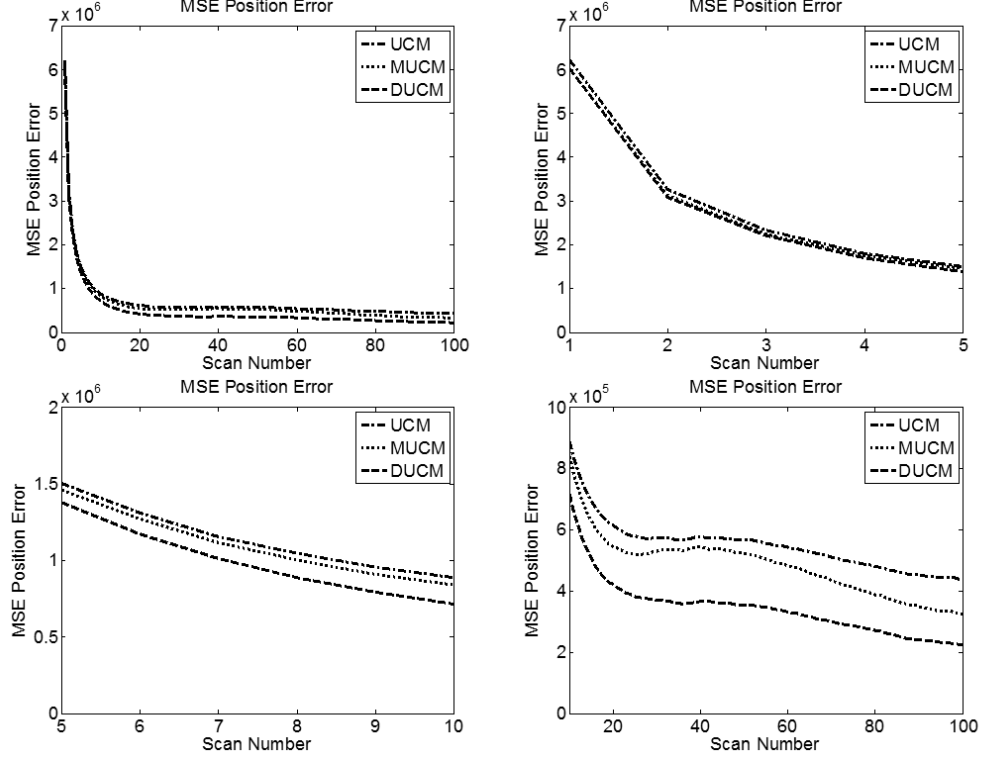 MSE Position Error
x 10^6
7
6
5
4
3
2
1
0
MSE Position Error
UCM
MUCM
DUCM
0 20 40 60 80 100
Scan Number
MSE Position Error
x 10^6
7
6
5
4
3
2
1
0
MSE Position Error
UCM
MUCM
DUCM
1 2 3 4 5
Scan Number
MSE Position Error
x 10^6
2
1.5
1
0.5
0
MSE Position Error
UCM
MUCM
DUCM
5 6 7 8 9 10
Scan Number
MSE Position Error
x 10^5
10
8
6
4
2
0
MSE Position Error
UCM
MUCM
DUCM
20 40 60 80 100
Scan Number